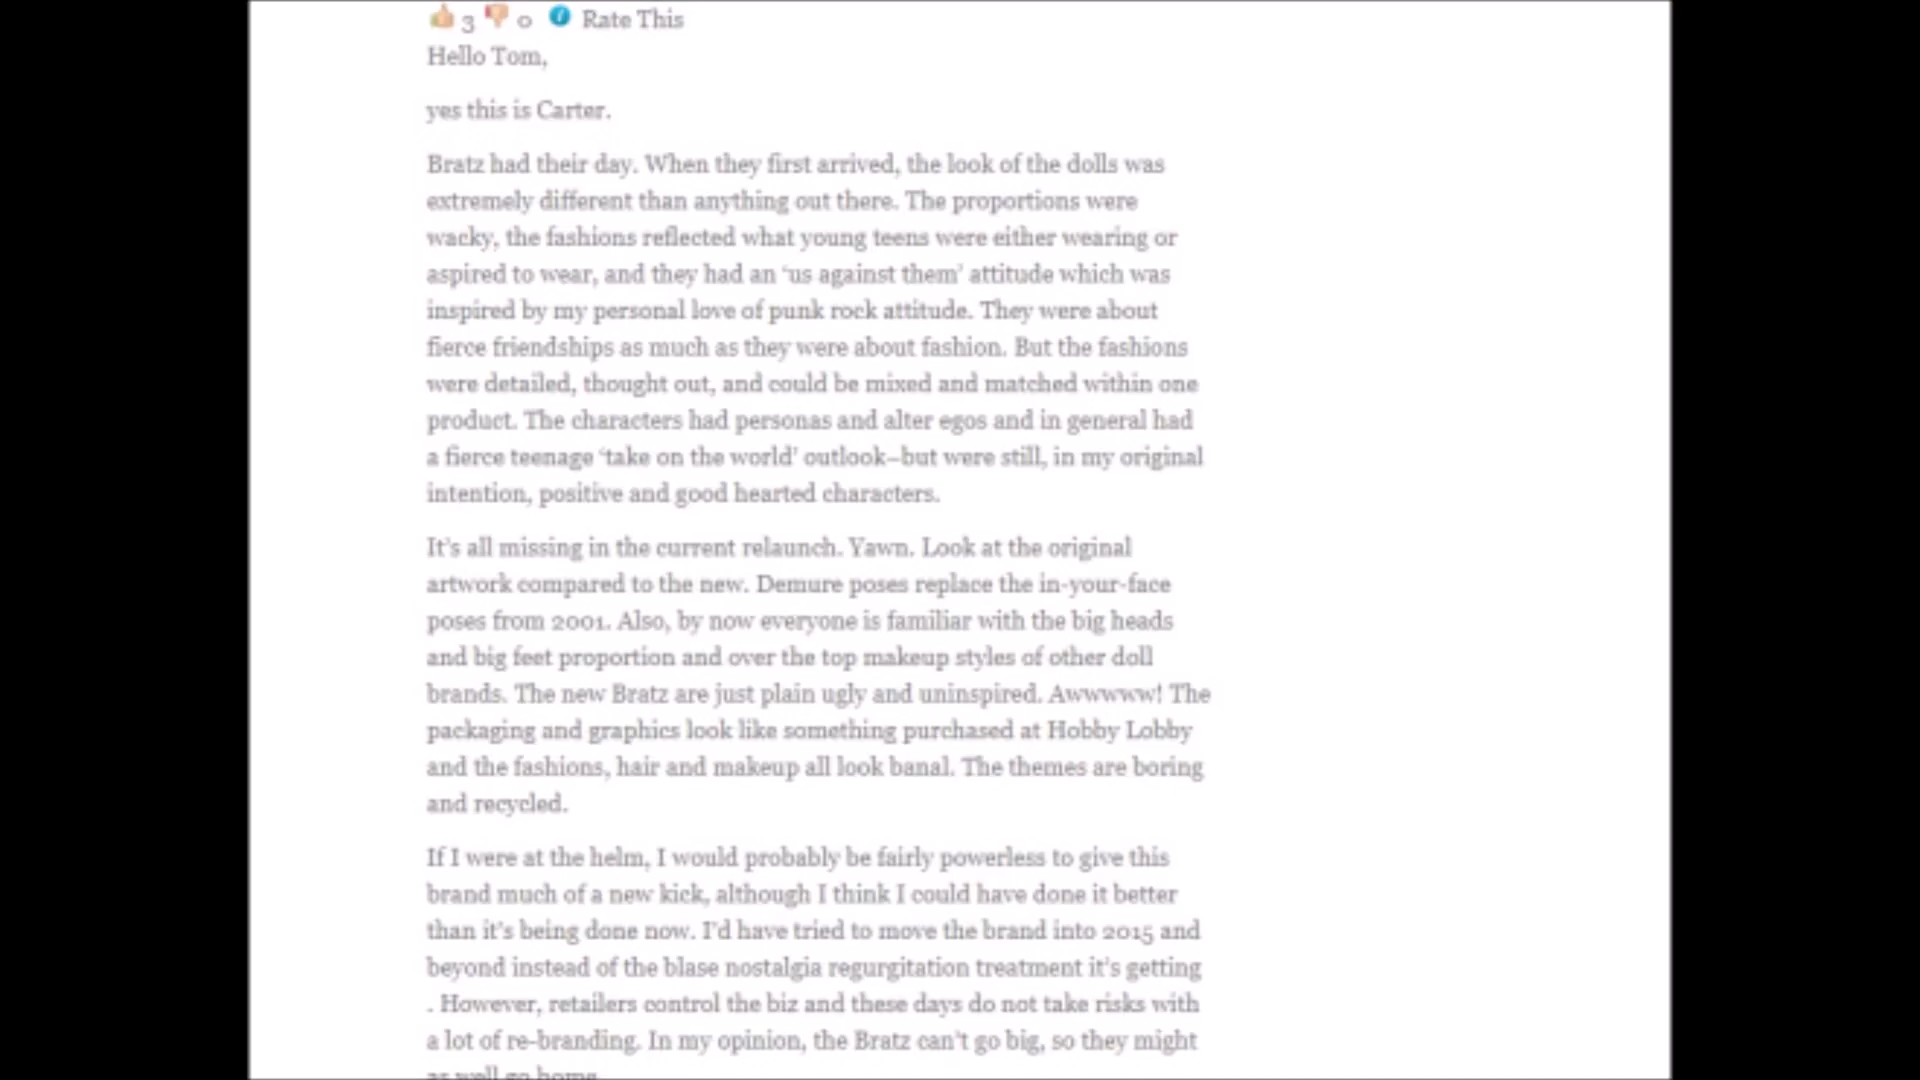 3 0 Rate This
Hello Tom,
yes this is Carter.
Bratz had their day. When they first arrived, the look of the dolls was
extremely different than anything out there. The proportions were
wacky, the fashions reflected what young teens were either wearing or
aspired to wear, and they had an ‘us against them’ attitude which was
inspired by my personal love of punk rock attitude. They were about
fierce friendships as much as they were about fashion. But the fashions
were detailed, thought out, and could be mixed and matched within one
product. The characters had personas and alter egos and in general had
a fierce teenage ‘take on the world’ outlook–but were still, in my original
intention, positive and good hearted characters.
It’s all missing in the current relaunch. Yawn. Look at the original
artwork compared to the new. Demure poses replace the in-your-face
poses from 2001. Also, by now everyone is familiar with the big heads
and big feet proportion and over the top makeup styles of other doll
brands. The new Bratz are just plain ugly and uninspired. Awwwww! The
packaging and graphics look like something purchased at Hobby Lobby
and the fashions, hair and makeup all look banal. The themes are boring
and recycled.
If I were at the helm, I would probably be fairly powerless to give this
brand much of a new kick, although I think I could have done it better
than it’s being done now. I’d have tried to move the brand into 2015 and
beyond instead of the blase nostalgia regurgitation treatment it’s getting
. However, retailers control the biz and these days do not take risks with
a lot of re-branding. In my opinion, the Bratz can’t go big, so they might
as well go home.